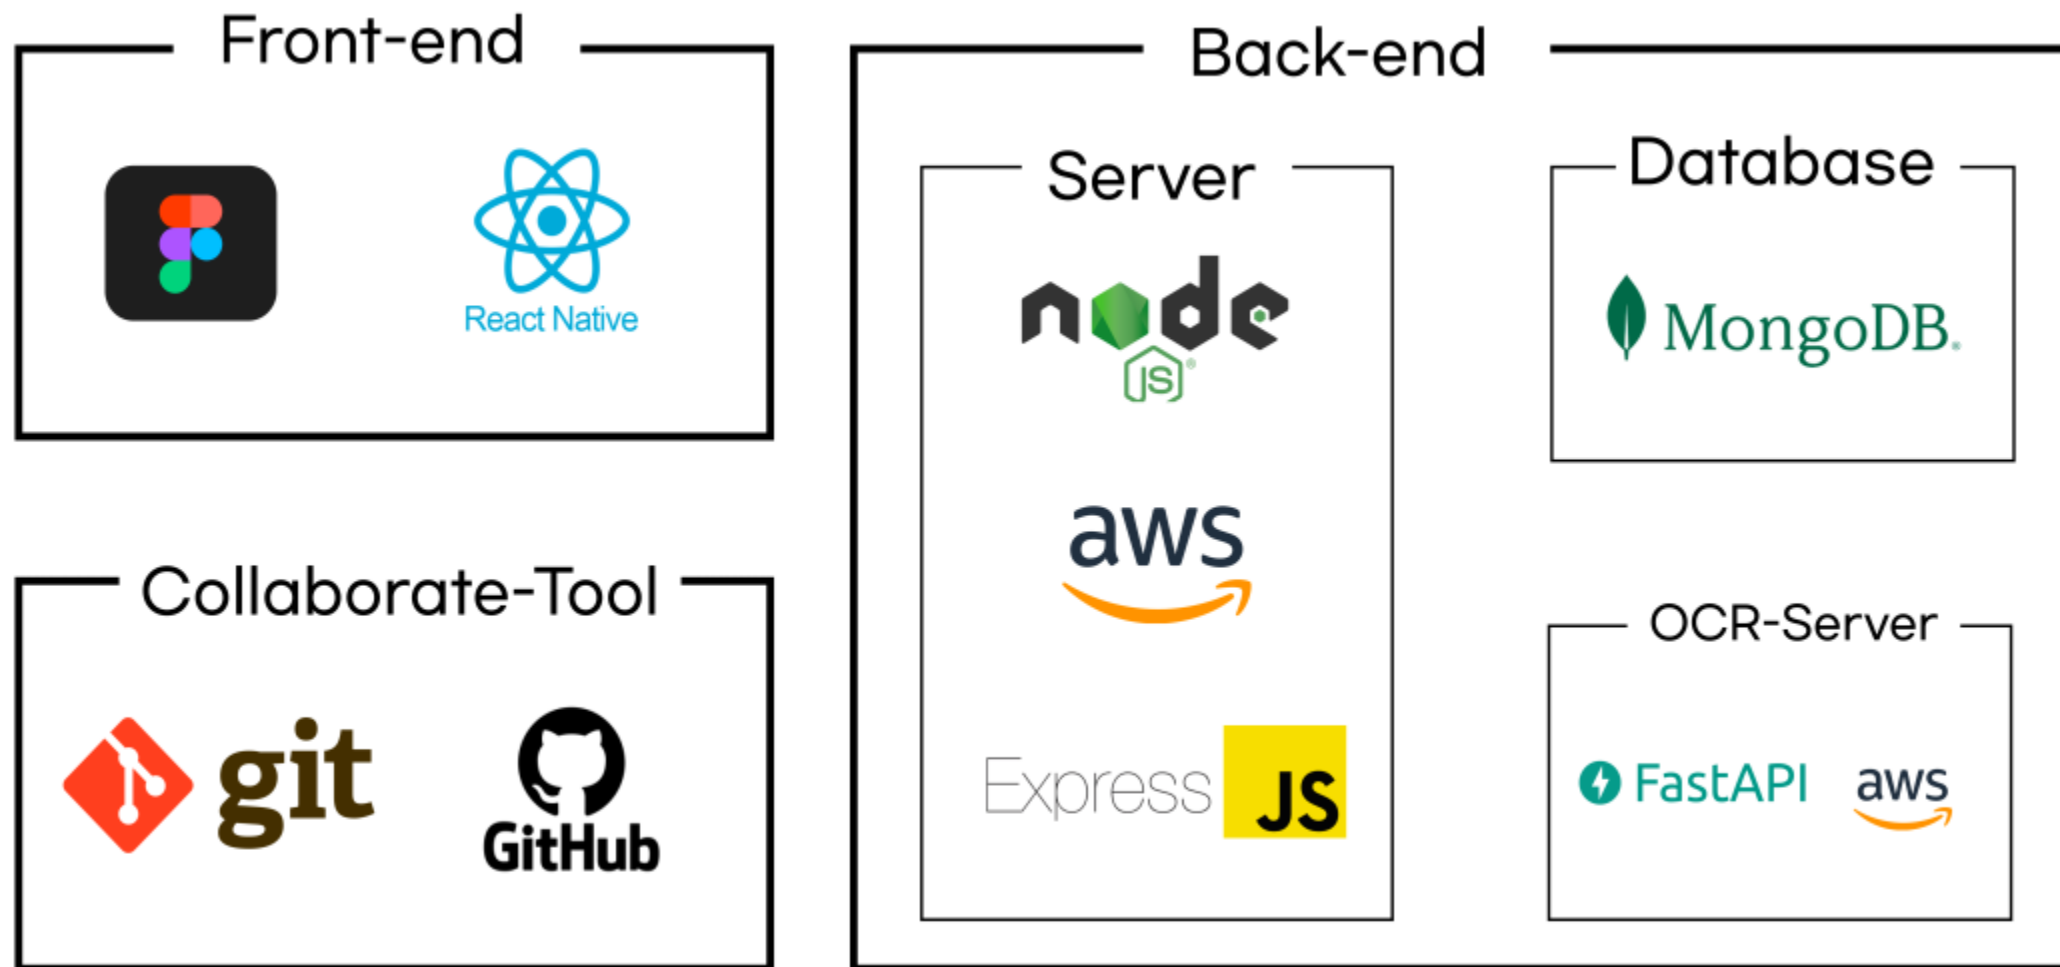 Front-end
React Native
Collaborate-Tool
git
GitHub
Back-end
Server
node
JS®
aws
Express JS
Database
MongoDB®
OCR-Server
FastAPI aws